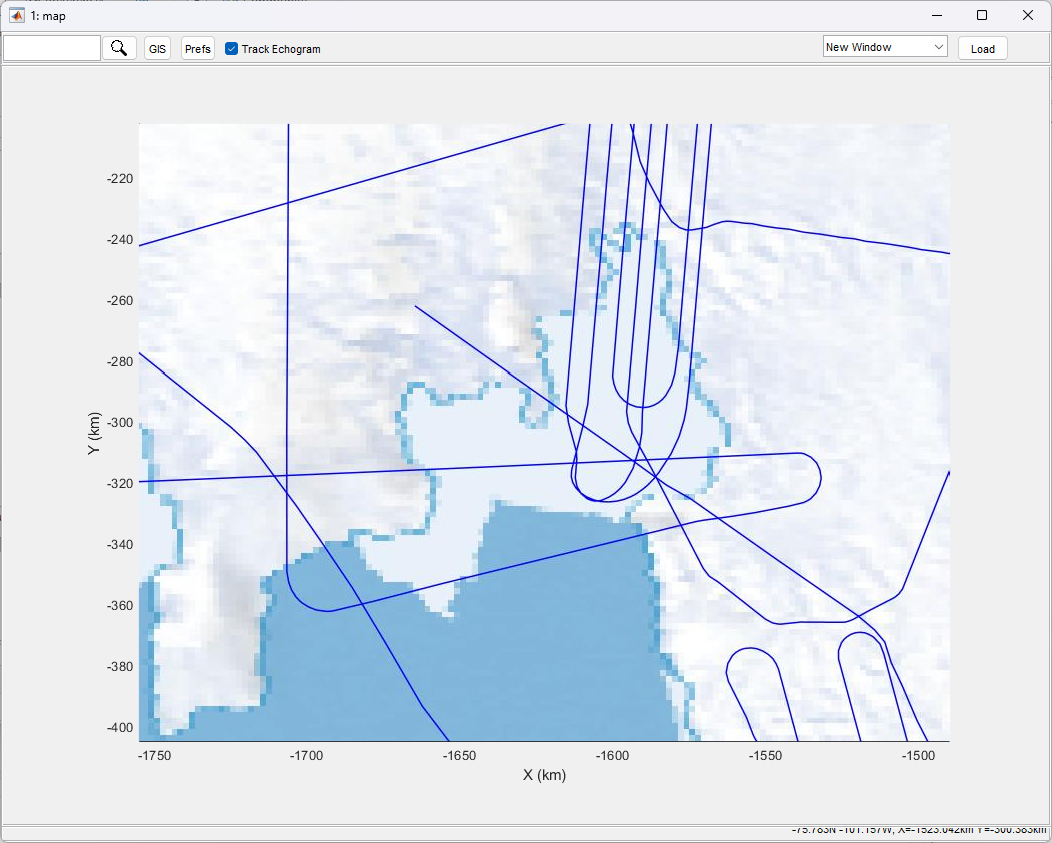 1: map
GIS Prefs Track Echogram New Window Load
-220
-240
-260
-280
-300
-320
-340
-360
-380
-400
Y (km)
-1750 -1700 -1650 -1600 -1550 -1500
X (km)
-75.783N -101.157W, X=-1523.042km Y=-300.383km